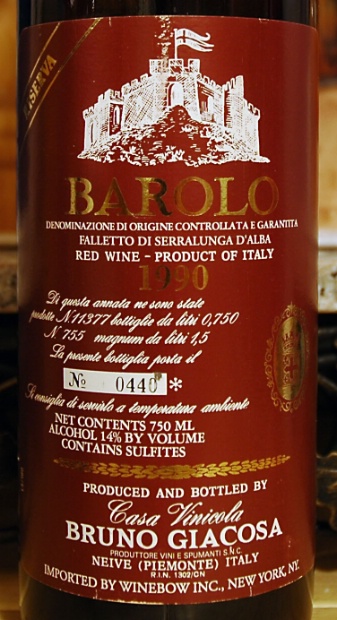 RISERVA
BAROLO
DENOMINAZIONE DI ORIGINE CONTROLLATA E GARANTITA
FALLETTO DI SERRALUNGA D'ALBA
RED WINE - PRODUCT OF ITALY
1990
Di questa annata ne sono state
prodotte N 11377 bottiglie da litri 0,750
N 755 magnum da litri 1,5
La presente bottiglia porta il
No 0440 *
Si consiglia di servirlo a temperatura ambiente
NET CONTENTS 750 ML
ALCOHOL 14% BY VOLUME
CONTAINS SULFITES
PRODUCED AND BOTTLED BY
Casa Vinicola
BRUNO GIACOSA
PRODUTTORE VINI E SPUMANTI S.N.C.
NEIVE (PIEMONTE) ITALY
R.I.N. 1302/CN
IMPORTED BY WINEBOW INC., NEW YORK, NY.